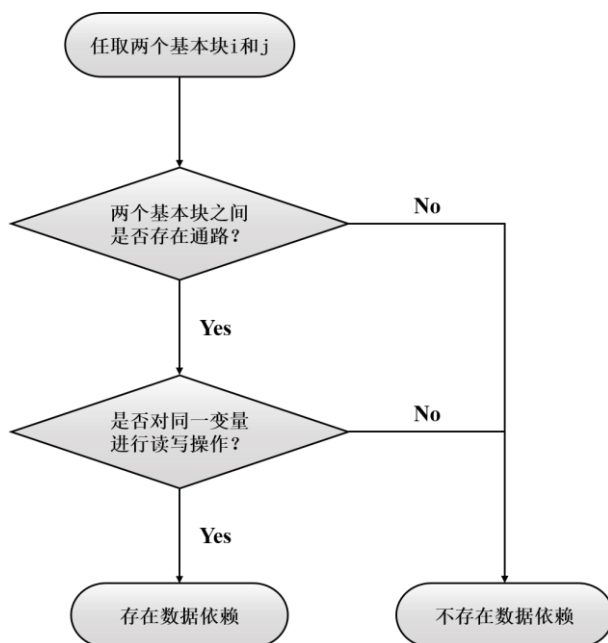 任取两个基本块i和j
两个基本块之间
是否存在通路？
No
Yes
是否对同一变量
进行读写操作？
No
Yes
存在数据依赖
不存在数据依赖